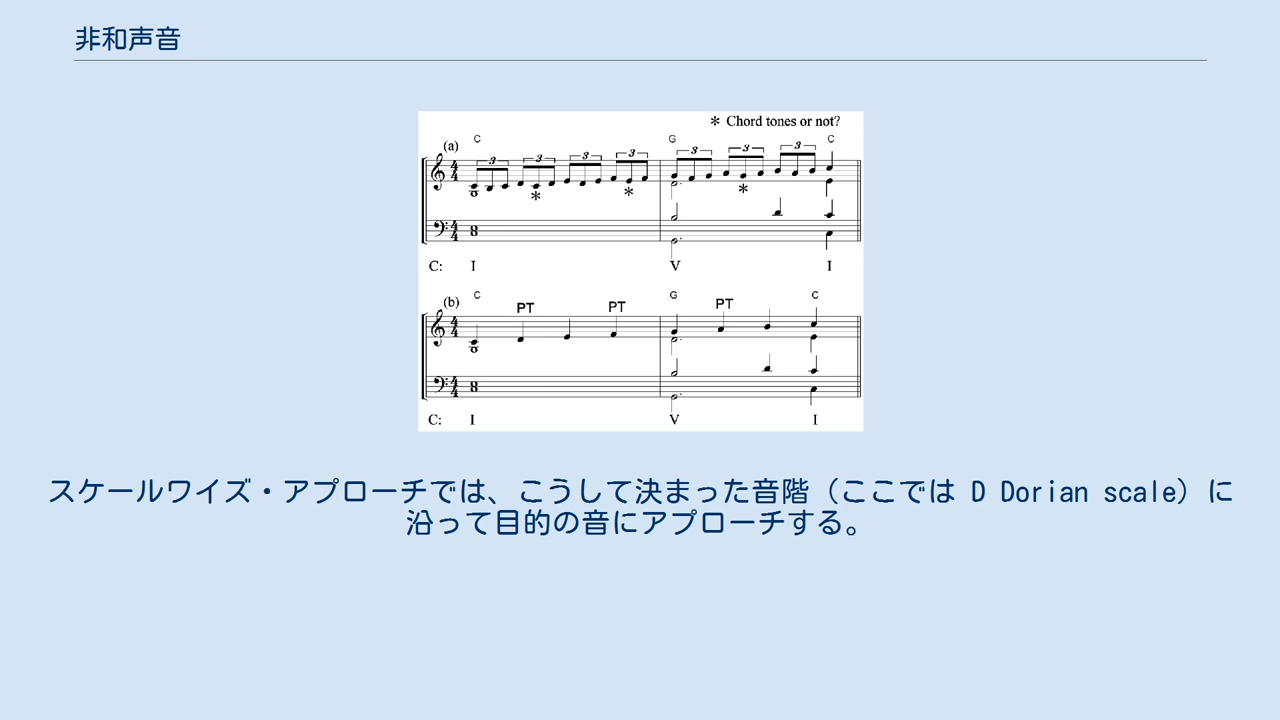 非和声音
* Chord tones or not?
(a) C G C
3 3 3 3 3 3 3
* * *
C: I V I
(b) C PT PT G PT C
C: I V I
スケールワイズ・アプローチでは、こうして決まった音階（ここでは D Dorian scale）に
沿って目的の音にアプローチする。